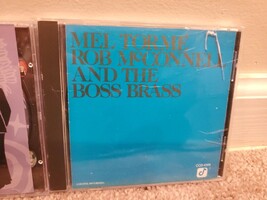 MEL TORMÉ
ROB McCONNELL
AND THE
BOSS BRASS